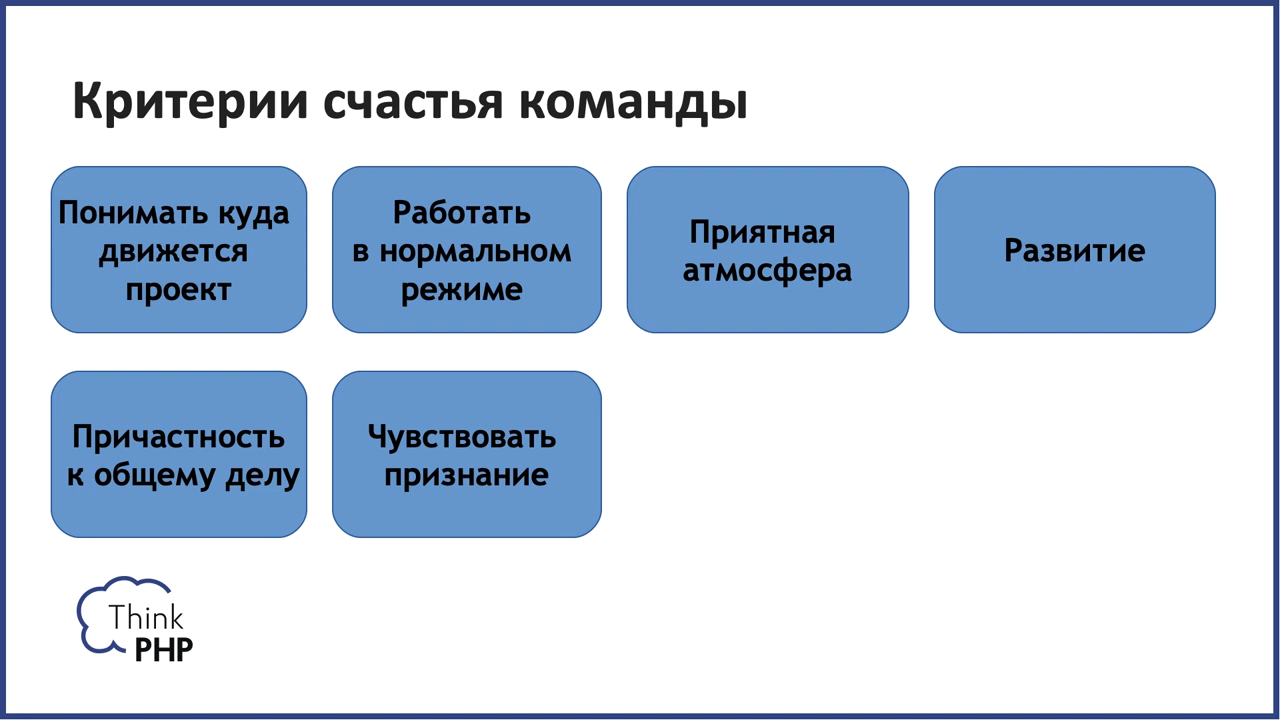 Критерии счастья команды
Понимать куда
движется
проект
Работать
в нормальном
режиме
Приятная
атмосфера
Развитие
Причастность
к общему делу
Чувствовать
признание
Think
PHP